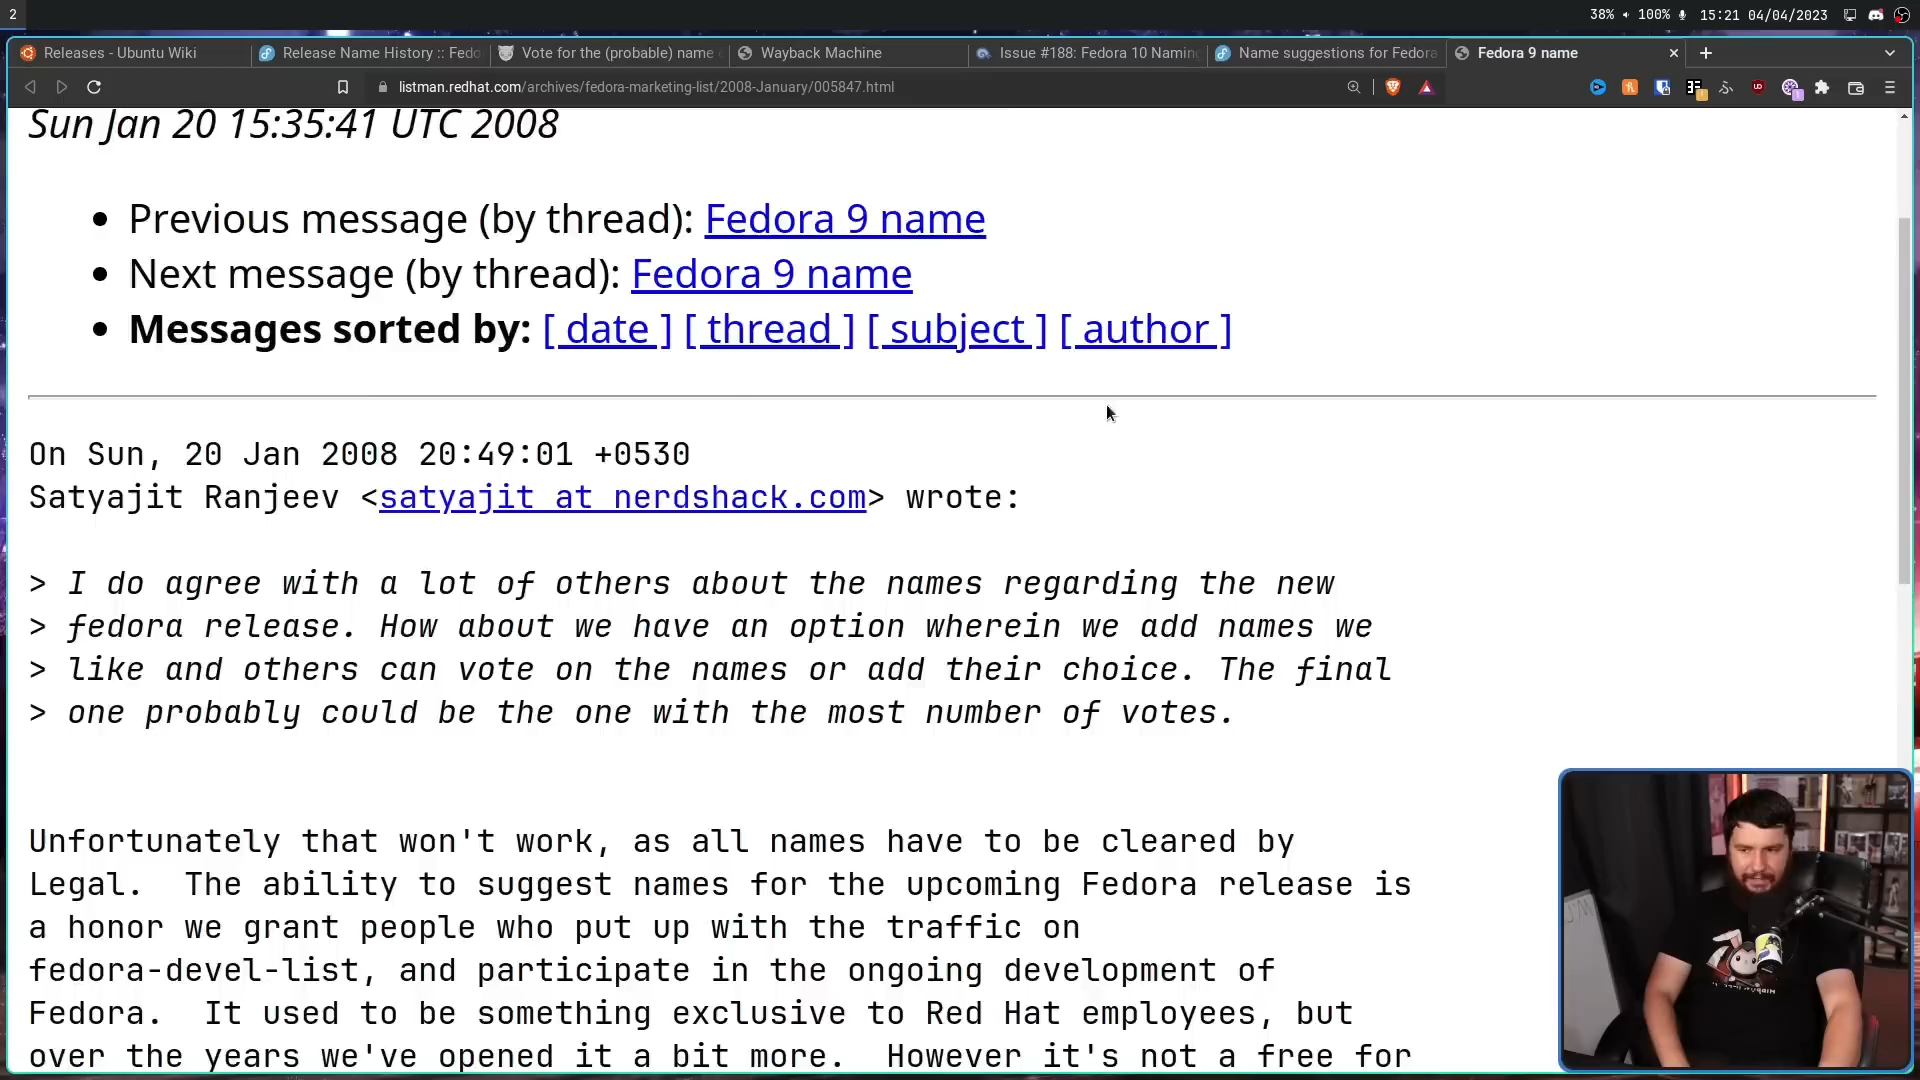 2
38%
100%
15:21 04/04/2023
Releases - Ubuntu Wiki
Release Name History :: Fedo
Vote for the (probable) name
Wayback Machine
Issue #188: Fedora 10 Naming
Name suggestions for Fedora
Fedora 9 name
listman.redhat.com/archives/fedora-marketing-list/2008-January/005847.html
Sun Jan 20 15:35:41 UTC 2008
• Previous message (by thread): Fedora 9 name
• Next message (by thread): Fedora 9 name
• Messages sorted by: [ date ] [ thread ] [ subject ] [ author ]
On Sun, 20 Jan 2008 20:49:01 +0530
Satyajit Ranjeev <satyajit at nerdshack.com> wrote:
> I do agree with a lot of others about the names regarding the new
> fedora release. How about we have an option wherein we add names we
> like and others can vote on the names or add their choice. The final
> one probably could be the one with the most number of votes.
Unfortunately that won't work, as all names have to be cleared by
Legal.  The ability to suggest names for the upcoming Fedora release is
a honor we grant people who put up with the traffic on
fedora-devel-list, and participate in the ongoing development of
Fedora.  It used to be something exclusive to Red Hat employees, but
over the years we've opened it a bit more.  However it's not a free for